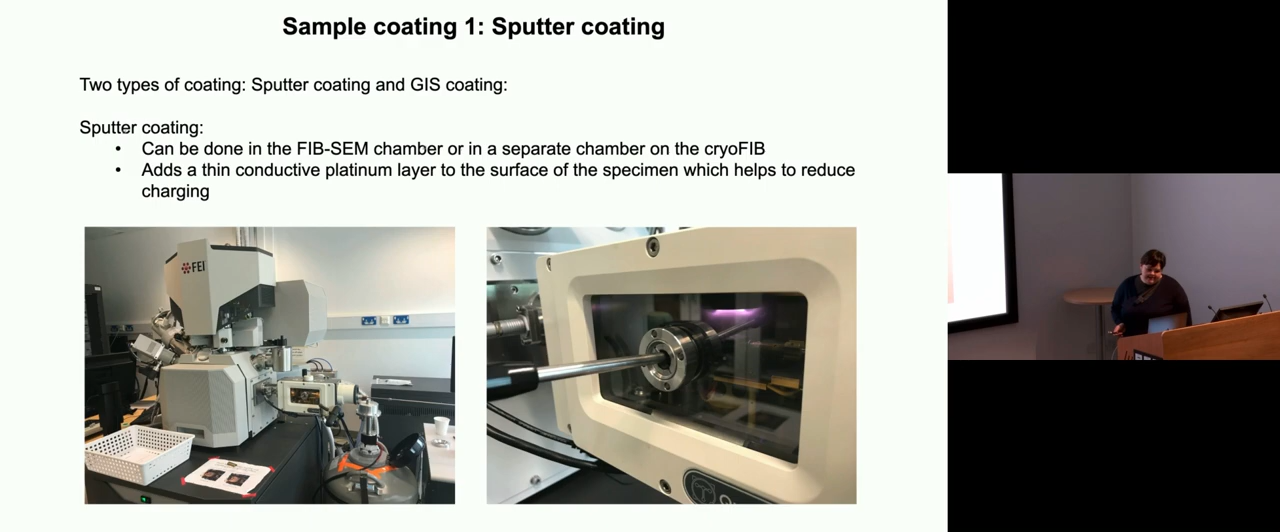 Sample coating 1: Sputter coating
Two types of coating: Sputter coating and GIS coating:
Sputter coating:
• Can be done in the FIB-SEM chamber or in a separate chamber on the cryoFIB
• Adds a thin conductive platinum layer to the surface of the specimen which helps to reduce
charging
FEI